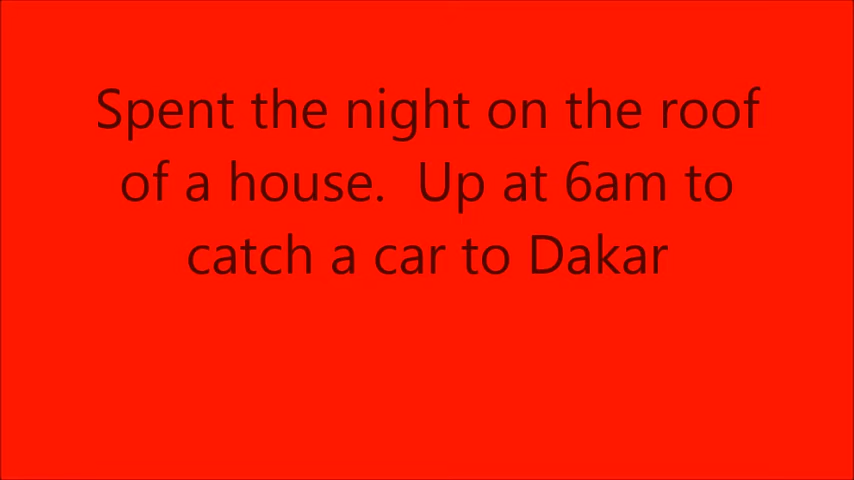 Spent the night on the roof
of a house.  Up at 6am to
catch a car to Dakar